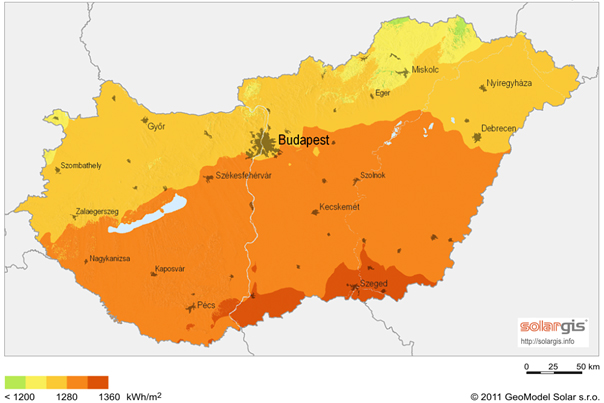 Miskolc
Nyíregyháza
Eger
Győr
Debrecen
Budapest
Szombathely
Székesfehérvár
Szolnok
Zalaegerszeg
Kecskemét
Nagykanizsa
Kaposvár
Szeged
Pécs
solargis
http://solargis.info
0 25 50 km
< 1200 1280 1360 kWh/m²
© 2011 GeoModel Solar s.r.o.